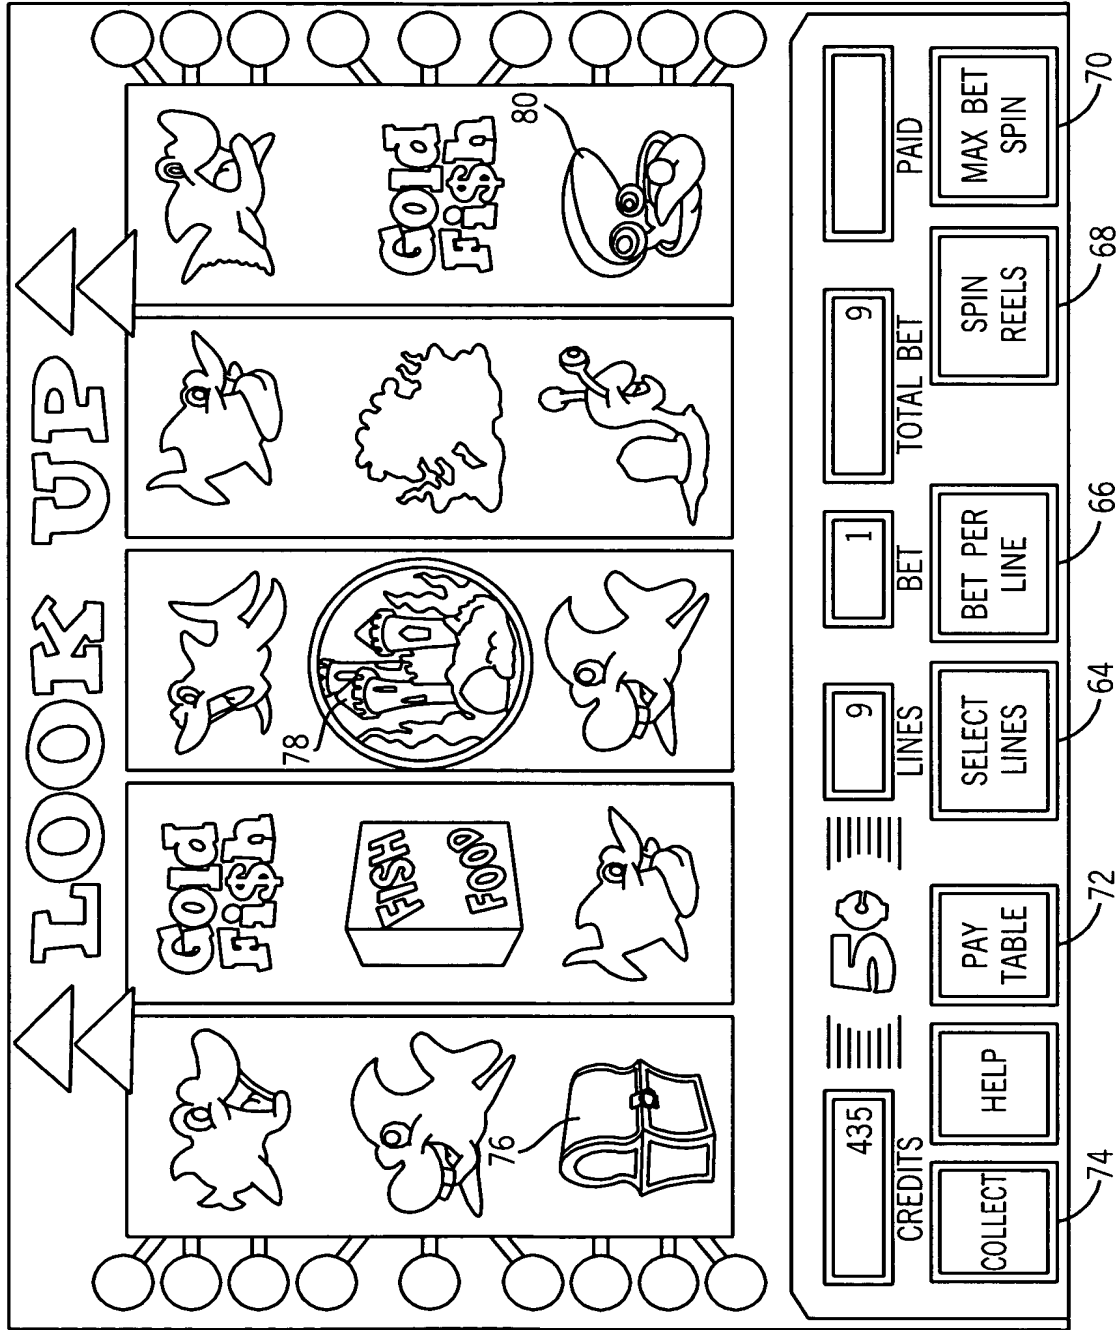 LOOK UP
Gold
Fi$h
78
Gold
Fi$h
80
FISH
FOOD
76
435
9
1
9
CREDITS
5¢
LINES
BET
TOTAL BET
PAID
COLLECT
HELP
PAY
TABLE
SELECT
LINES
BET PER
LINE
SPIN
REELS
MAX BET
SPIN
74
72
64
66
68
70